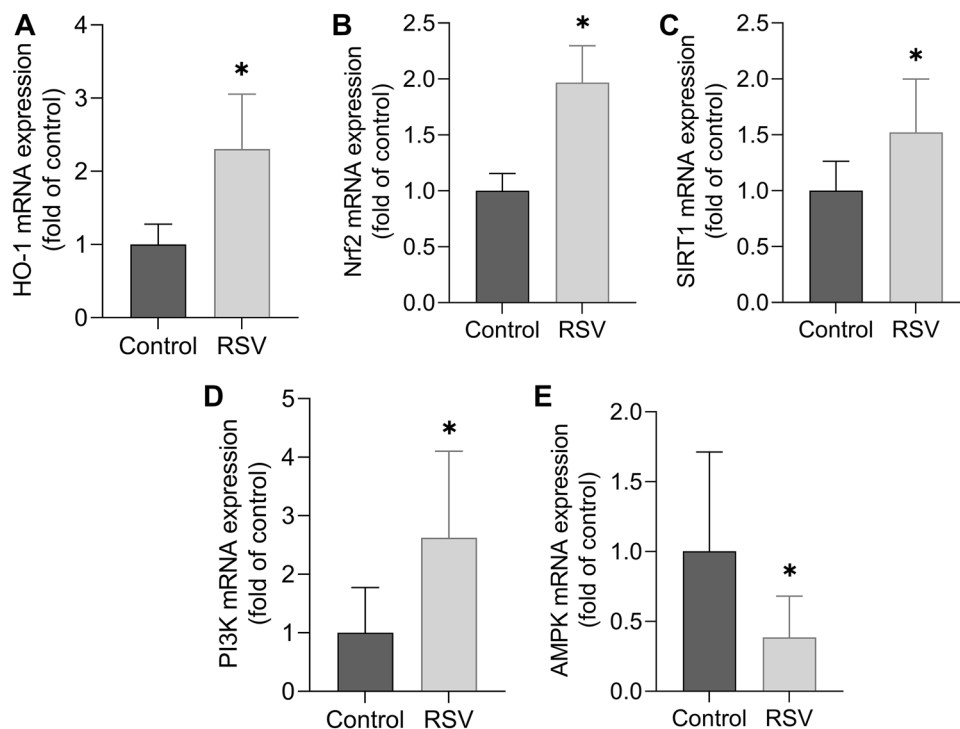 A
HO-1 mRNA expression
(fold of control)
4
3
2
1
0
*
Control RSV
B
Nrf2 mRNA expression
(fold of control)
2.5
2.0
1.5
1.0
0.5
0.0
*
Control RSV
C
SIRT1 mRNA expression
(fold of control)
2.5
2.0
1.5
1.0
0.5
0.0
*
Control RSV
D
PI3K mRNA expression
(fold of control)
5
4
3
2
1
0
*
Control RSV
E
AMPK mRNA expression
(fold of control)
2.0
1.5
1.0
0.5
0.0
*
Control RSV